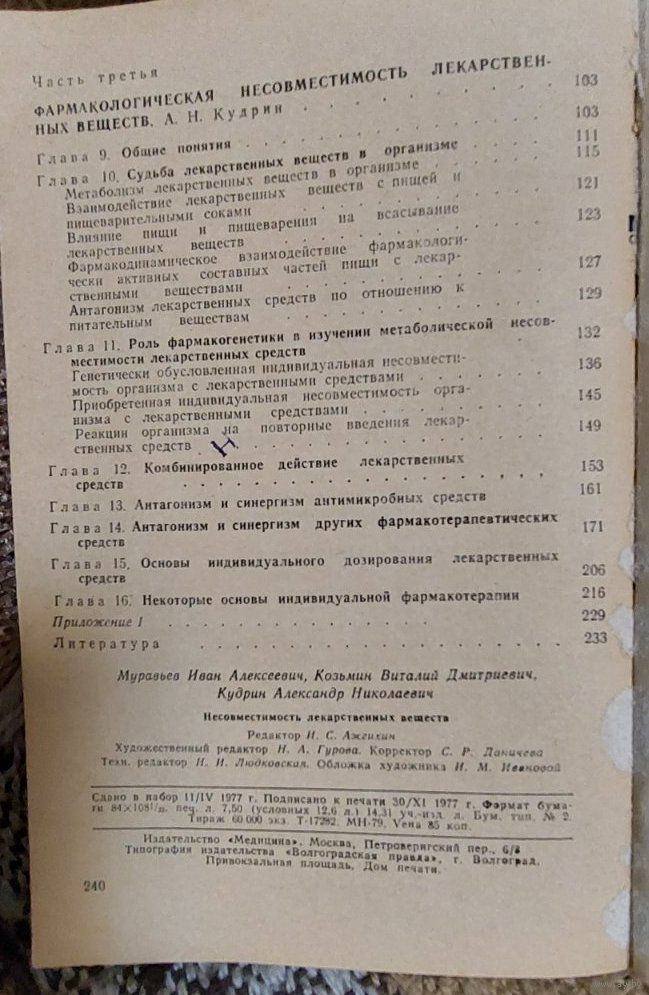 Часть третья
ФАРМАКОЛОГИЧЕСКАЯ НЕСОВМЕСТИМОСТЬ ЛЕКАРСТВЕН-
НЫХ ВЕЩЕСТВ. А. Н. Кудрин . . . . . . . . 103
Глава 9. Общие понятия . . . . . . . . . 103
Глава 10. Судьба лекарственных веществ в организме . . 111
Метаболизм лекарственных веществ в организме . . . . 115
Взаимодействие лекарственных веществ с пищей и
пищеварительными соками . . . . . . . . 121
Влияние пищи и пищеварения на всасывание
лекарственных веществ . . . . . . . . 123
Фармакодинамическое взаимодействие фармакологи-
чески активных составных частей пищи с лекар-
ственными веществами . . . . . . . . 127
Антагонизм лекарственных средств по отношению к
питательным веществам . . . . . . . . 129
Глава 11. Роль фармакогенетики в изучении метаболической несов-
местимости лекарственных средств . 132
Генетически обусловленная индивидуальная несовмести-
мость организма с лекарственными средствами . . . . . 136
Приобретенная индивидуальная несовместимость орга-
низма с лекарственными средствами . . . . . . 145
Реакции организма на повторные введения лекар-
ственных средств . . . . . . . . . 149
Глава 12. Комбинированное действие лекарственных
средств . . . . . . . . . . 153
Глава 13. Антагонизм и синергизм антимикробных средств 161
Глава 14. Антагонизм и синергизм других фармакотерапевтических
средств 171
Глава 15. Основы индивидуального дозирования лекарственных
средств 206
Глава 16. Некоторые основы индивидуальной фармакотерапии 216
Приложение I . . . . . . . . . 229
Литература . . . . . . . . . . 233
Муравьев Иван Алексеевич, Козьмин Виталий Дмитриевич,
Кудрин Александр Николаевич
Несовместимость лекарственных веществ
Редактор И. С. Ажгихин
Художественный редактор Н. А. Гурова. Корректор С. Р. Даничева
Техн. редактор Н. И. Людковская. Обложка художника И. М. Ивановой
Сдано в набор 11/IV 1977 г. Подписано к печати 30/XI 1977 г. Формат бума-
ги 84×108 печ. л. 7,50 (условных 12,6 л.) 14,31 уч.-изд. л. Бум. тип. № 2.
Тираж 60 000 экз. Т-17282. МН-79. Цена 85 коп.
Издательство «Медицина», Москва, Петроверигский пер., 6/8
Типография издательства «Волгоградская правда», г. Волгоград,
Привокзальная площадь, Дом печати.
240